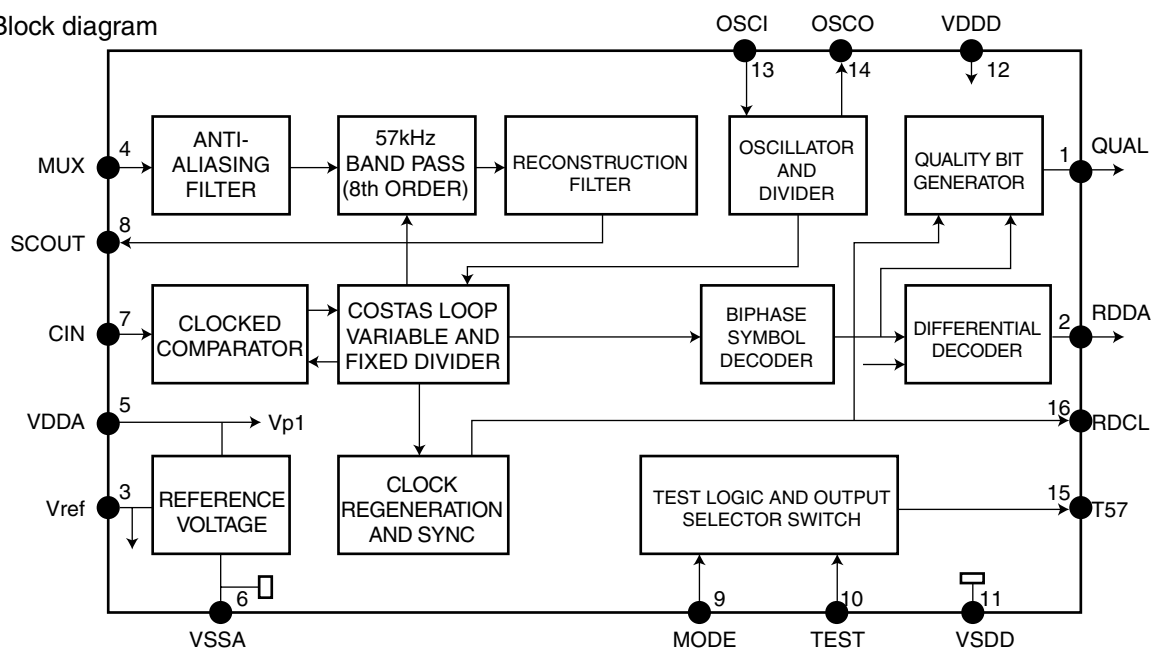 Block diagram
OSCI
OSCO
VDDD
13
14
12
MUX
4
ANTI-
ALIASING
FILTER
57kHz
BAND PASS
(8th ORDER)
RECONSTRUCTION
FILTER
OSCILLATOR
AND
DIVIDER
QUALITY BIT
GENERATOR
1
QUAL
SCOUT
8
CIN
7
CLOCKED
COMPARATOR
COSTAS LOOP
VARIABLE AND
FIXED DIVIDER
BIPHASE
SYMBOL
DECODER
DIFFERENTIAL
DECODER
2
RDDA
VDDA
5
Vp1
16
RDCL
Vref
3
REFERENCE
VOLTAGE
CLOCK
REGENERATION
AND SYNC
TEST LOGIC AND OUTPUT
SELECTOR SWITCH
15
T57
6
9
10
11
VSSA
MODE
TEST
VSDD